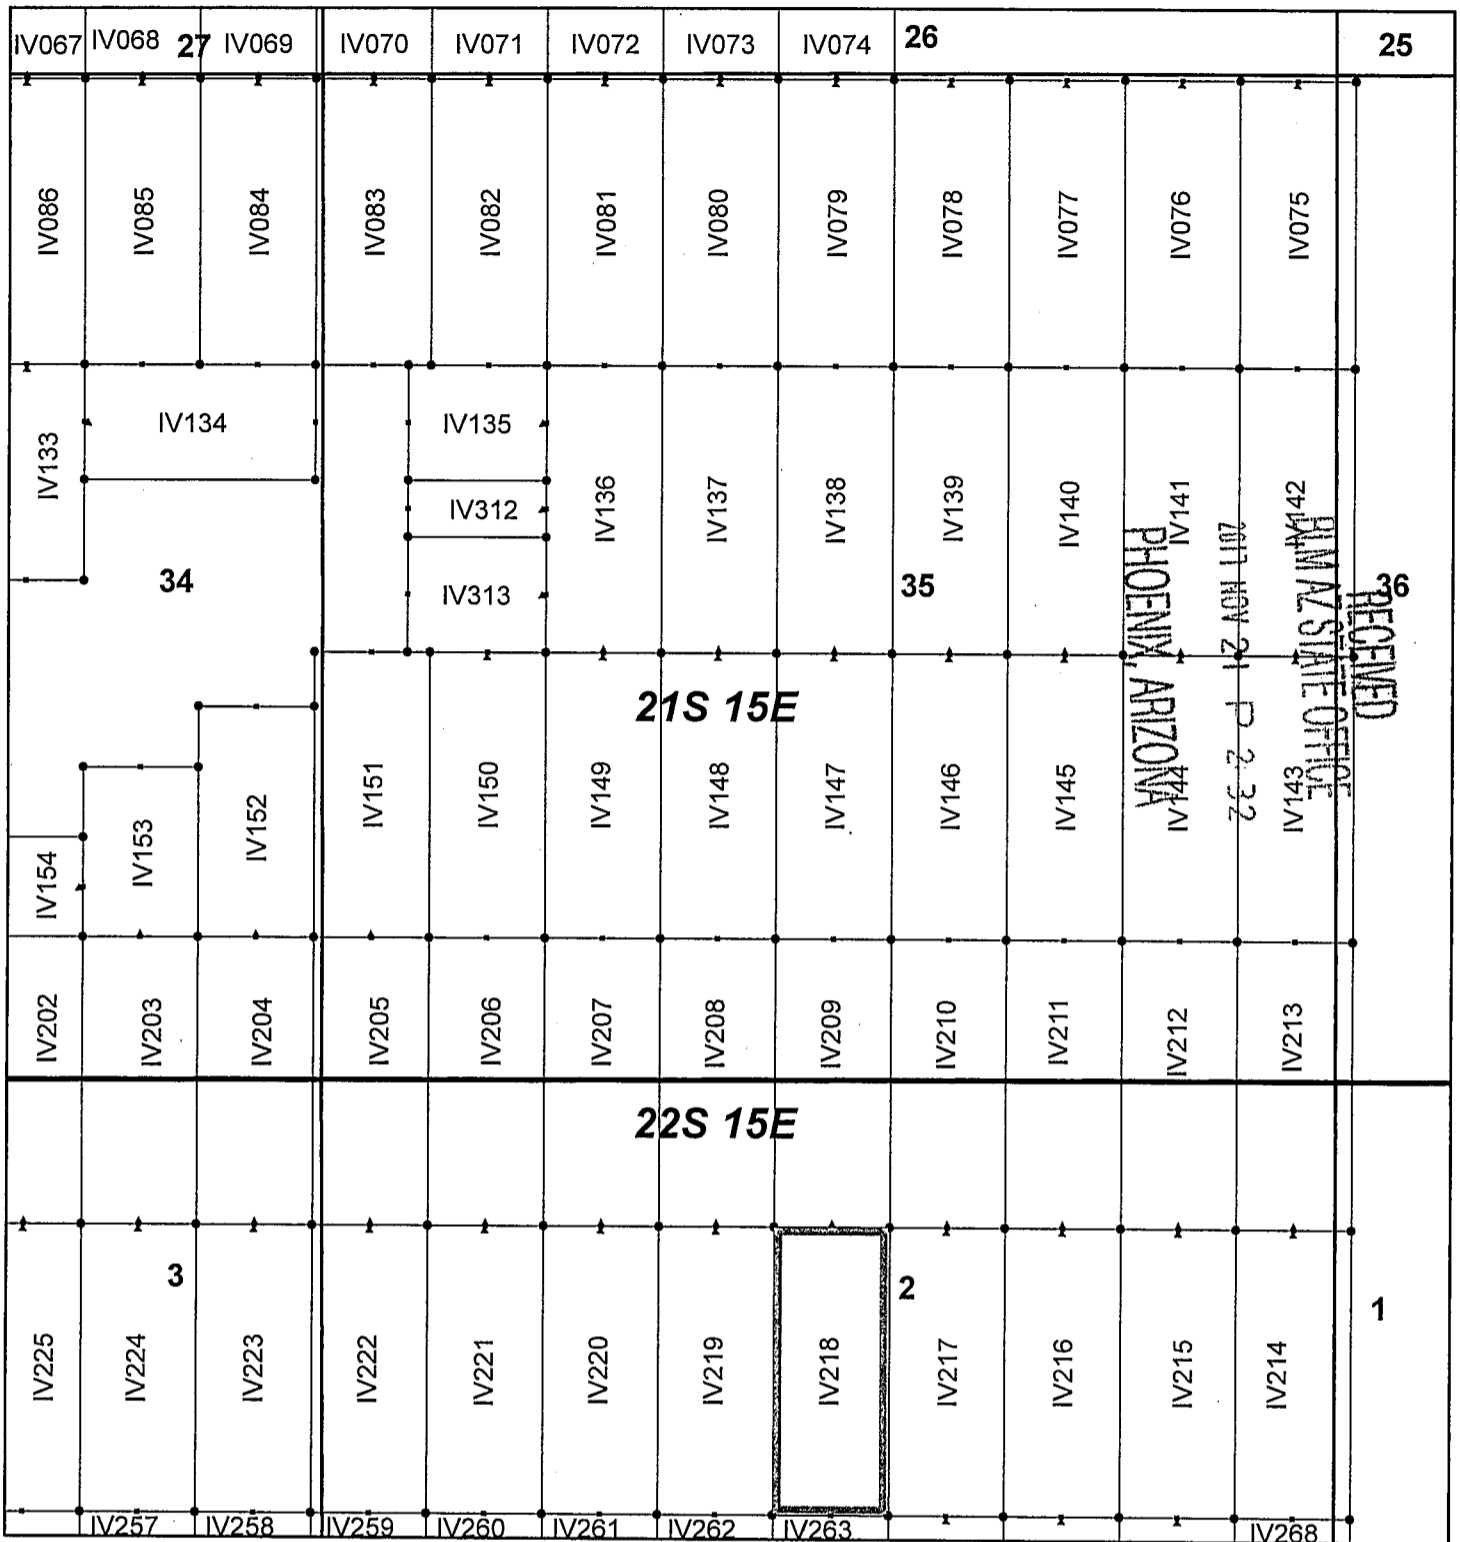 IV067 IV068 27 IV069 IV070 IV071 IV072 IV073 IV074 26 25
IV086 IV085 IV084 IV083 IV082 IV081 IV080 IV079 IV078 IV077 IV076 IV075
IV133 IV134 IV135 IV136 IV137 IV138 IV139 IV140 IV141 IV142
IV312
34 IV313 35 36
RECEIVED
BLM AZ STATE OFFICE
2017 NOV 21 P 2:32
PHOENIX, ARIZONA
21S 15E
IV154 IV153 IV152 IV151 IV150 IV149 IV148 IV147 IV146 IV145 IV144 IV143
IV202 IV203 IV204 IV205 IV206 IV207 IV208 IV209 IV210 IV211 IV212 IV213
22S 15E
3 2 1
IV225 IV224 IV223 IV222 IV221 IV220 IV219 IV218 IV217 IV216 IV215 IV214
IV257 IV258 IV259 IV260 IV261 IV262 IV263 IV268